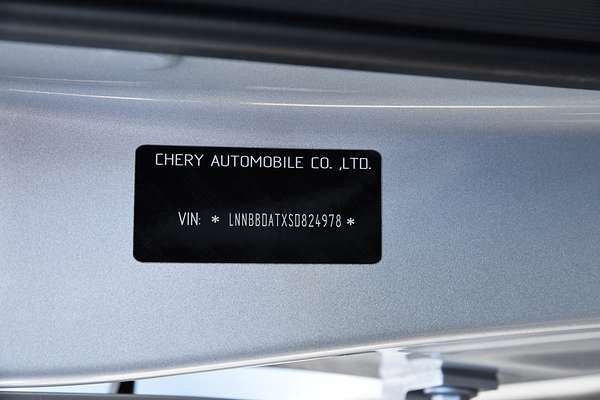 CHERY AUTOMOBILE CO. ,LTD.
VIN: * LNNBBDATXSD824978 *